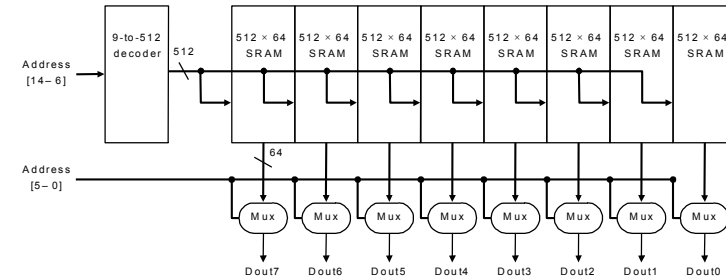 9-to-512
decoder
512
512 × 64
SRAM
512 × 64
SRAM
512 × 64
SRAM
512 × 64
SRAM
512 × 64
SRAM
512 × 64
SRAM
512 × 64
SRAM
512 × 64
SRAM
Address
[14–6]
64
Address
[5–0]
Mux
Mux
Mux
Mux
Mux
Mux
Mux
Mux
Dout7
Dout6
Dout5
Dout4
Dout3
Dout2
Dout1
Dout0